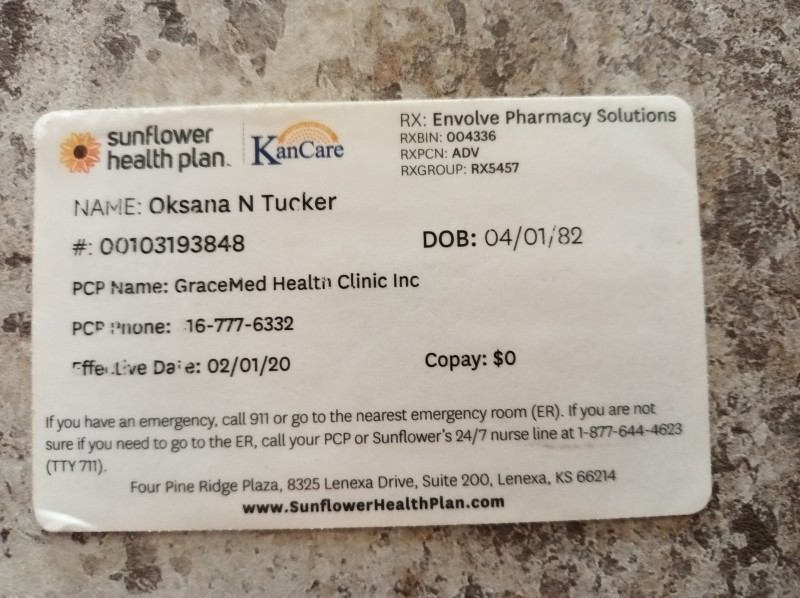 sunflower
health plan.
KanCare
RX: Envolve Pharmacy Solutions
RXBIN: 004336
RXPCN: ADV
RXGROUP: RX5457
NAME: Oksana N Tucker
#: 00103193848
DOB: 04/01/82
PCP Name: GraceMed Health Clinic Inc
PCP Phone: 16-777-6332
Effective Date: 02/01/20
Copay: $0
If you have an emergency, call 911 or go to the nearest emergency room (ER). If you are not
sure if you need to go to the ER, call your PCP or Sunflower's 24/7 nurse line at 1-877-644-4623
(TTY 711).
Four Pine Ridge Plaza, 8325 Lenexa Drive, Suite 200, Lenexa, KS 66214
www.SunflowerHealthPlan.com